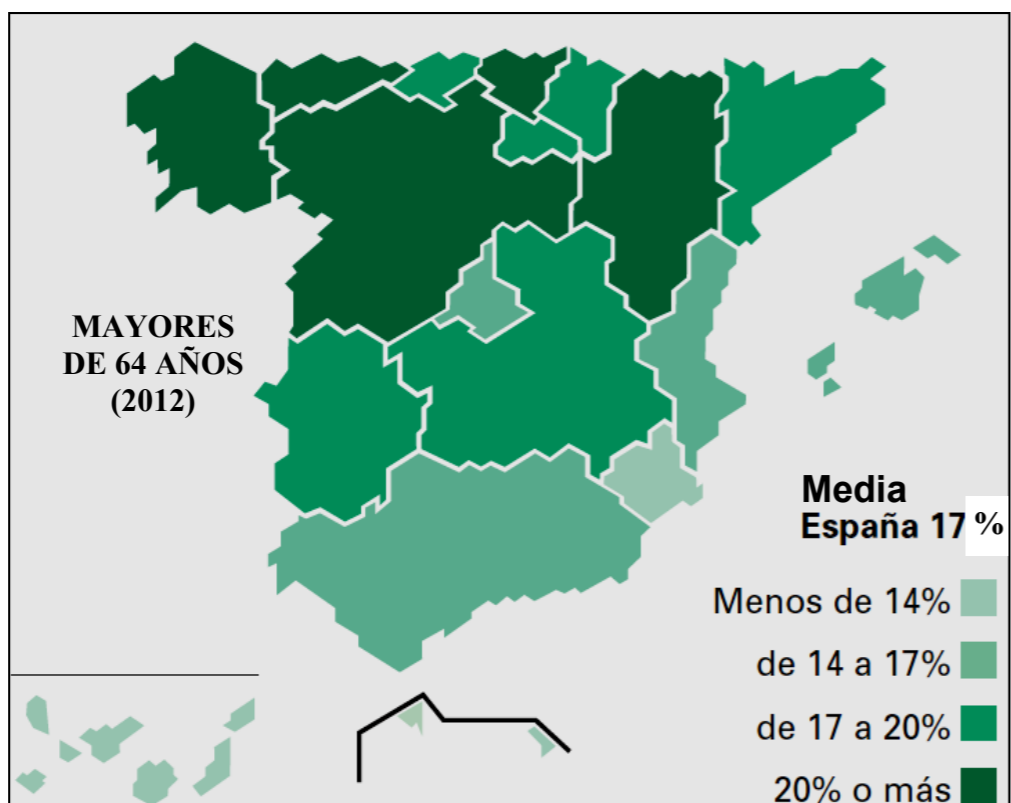 MAYORES
DE 64 AÑOS
(2012)
Media
España 17 %
Menos de 14%
de 14 a 17%
de 17 a 20%
20% o más